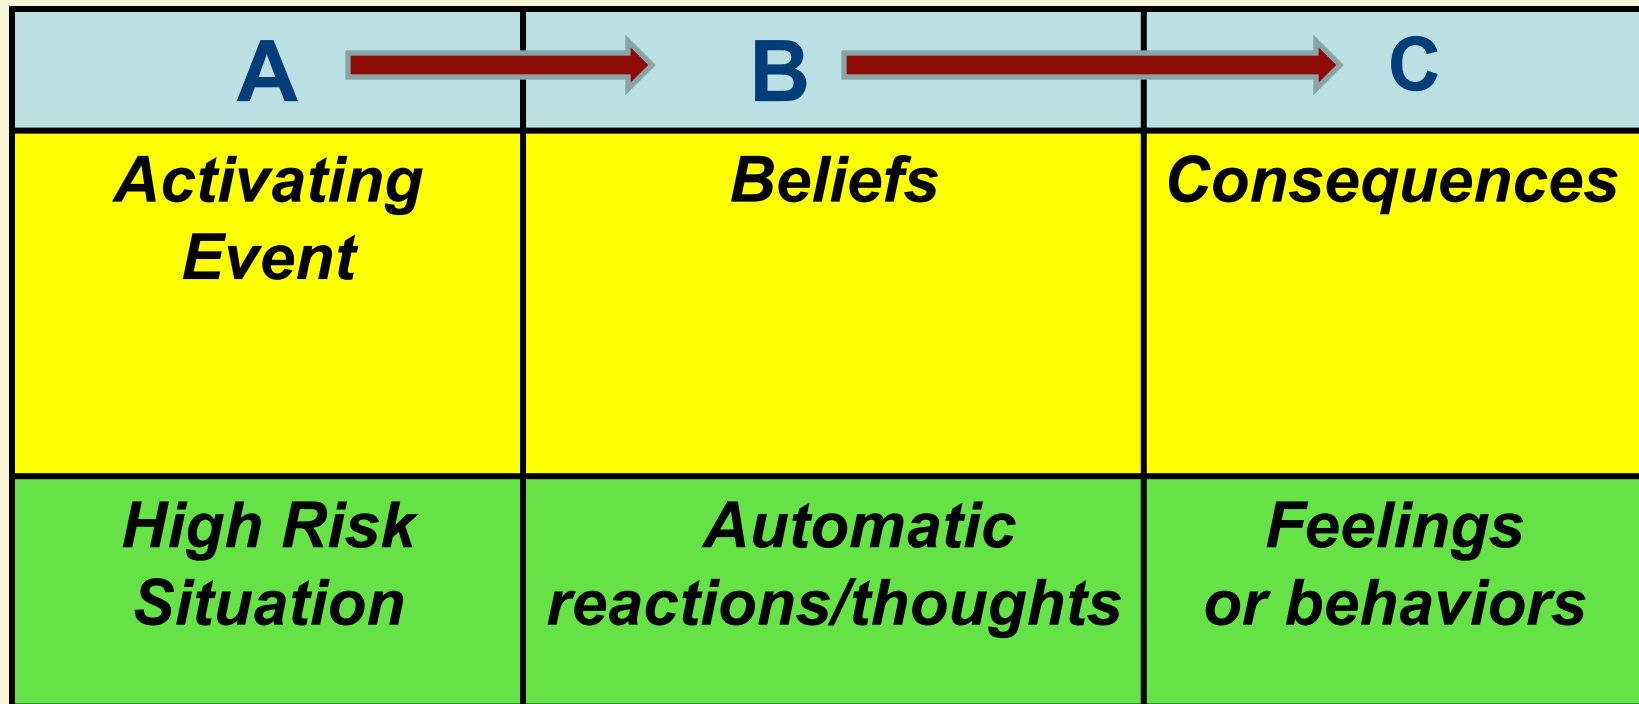 A B C
Activating
Event
Beliefs
Consequences
High Risk
Situation
Automatic
reactions/thoughts
Feelings
or behaviors